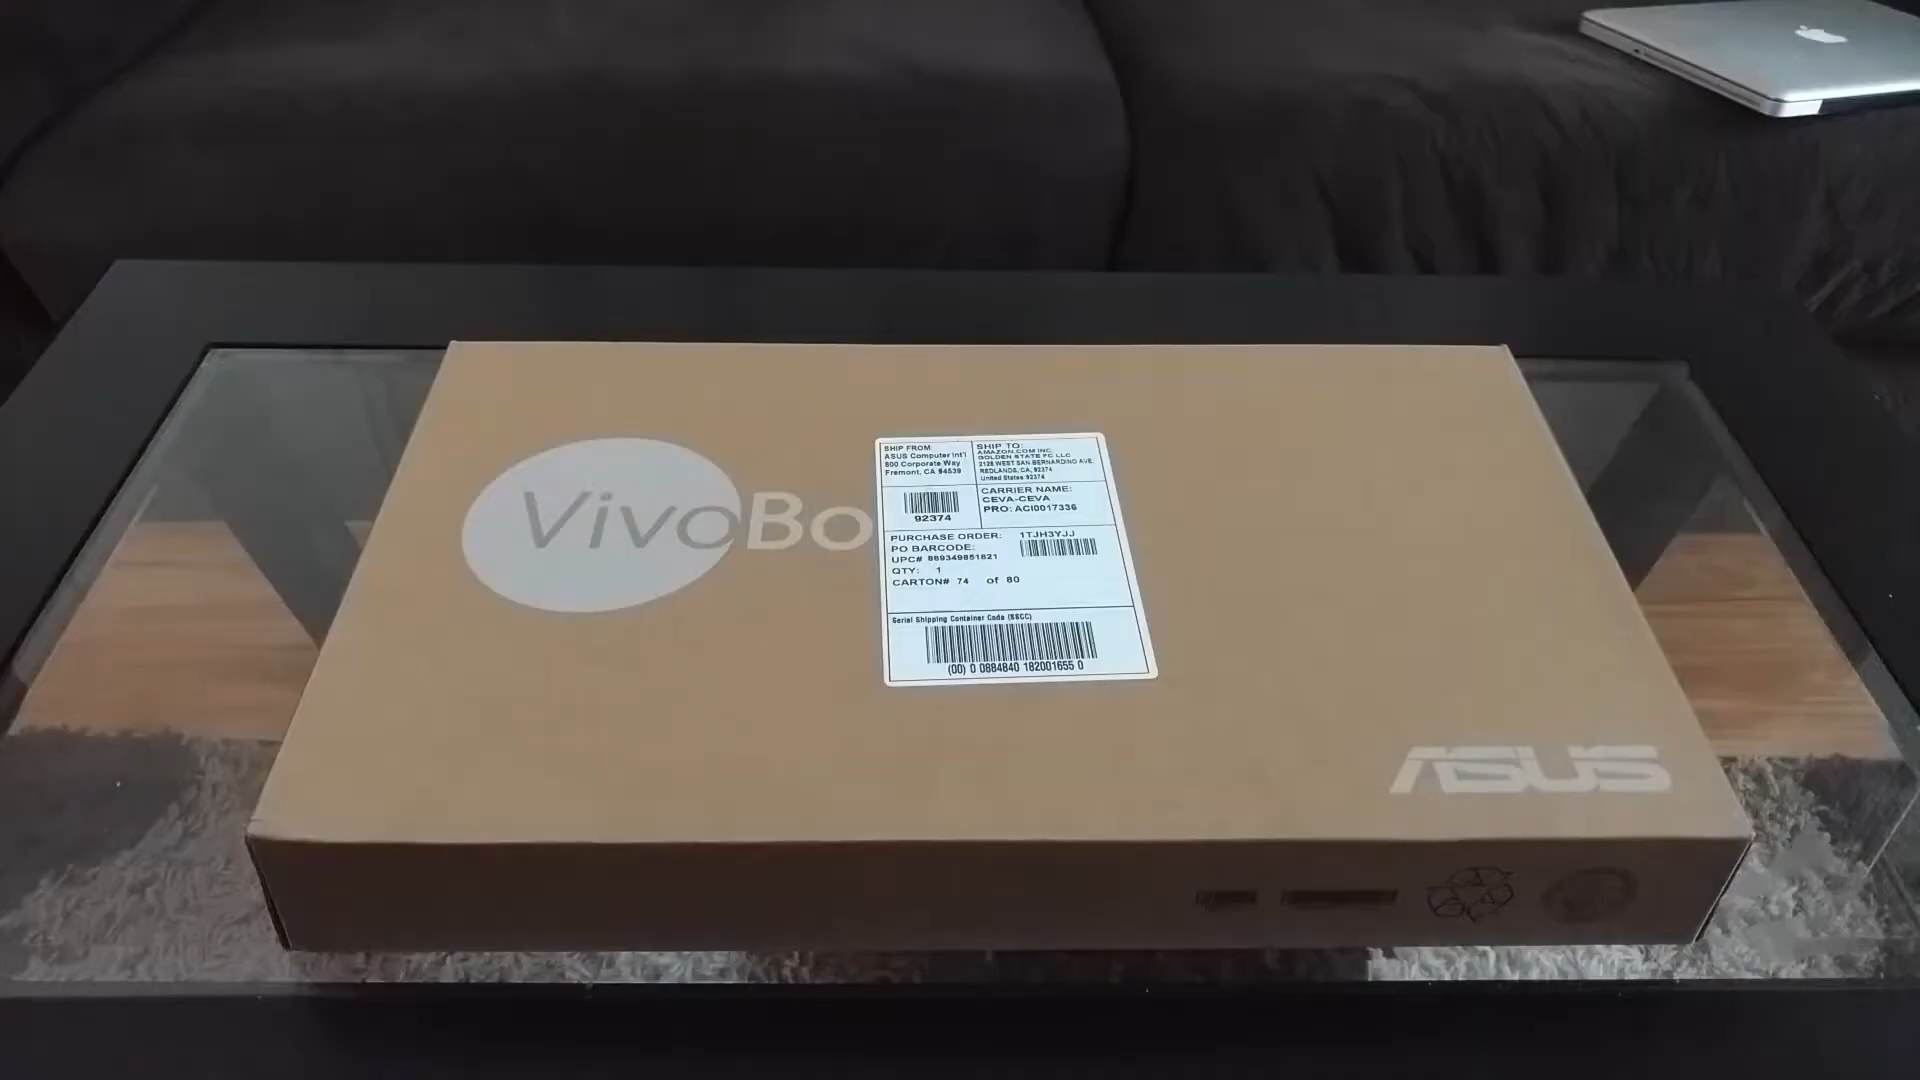 VivoBo
SHIP FROM
ASUS Computer Int'l
800 Corporate Way
Fremont, CA 94539
SHIP TO:
AMAZON.COM INC.
GOLDEN STATE FC LLC
2125 WEST SAN BERNARDINO AVE.
REDLANDS, CA, 92374
United States 92374
92374
CARRIER NAME:
CEVA-CEVA
PRO: ACI0017336
PURCHASE ORDER: 1TJH3YJJ
PO BARCODE:
UPC# 889349851821
QTY: 1
CARTON# 74 of 80
Serial Shipping Container Code (SSCC)
(00) 0 0884840 182001655 0
ASUS